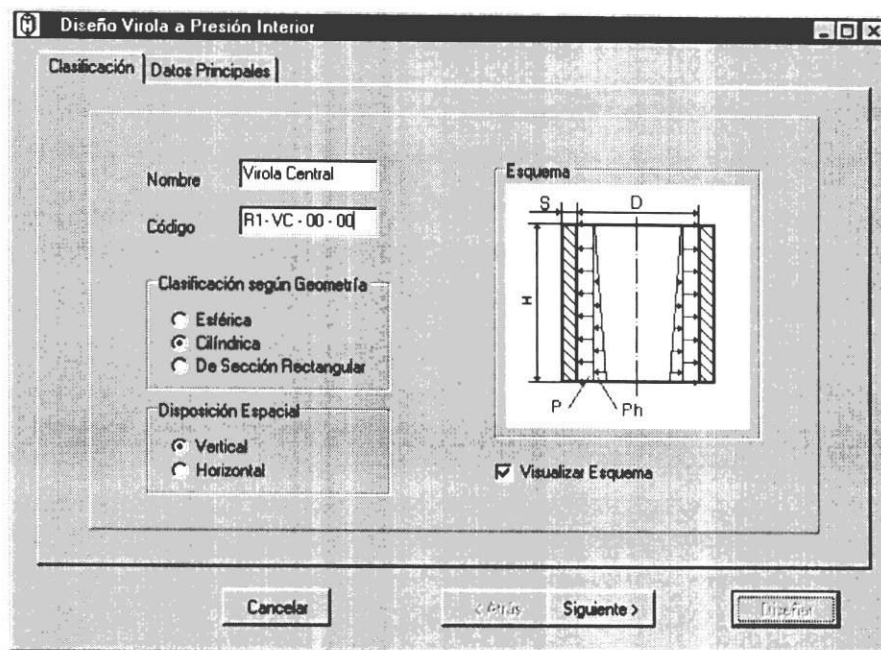 Diseño Virola a Presión Interior
Clasificación
Datos Principales
Nombre
Virola Central
Código
R1-VC-00-00
Clasificación según Geometría
Esférica
Cilíndrica
De Sección Rectangular
Disposición Espacial
Vertical
Horizontal
Esquema
S
D
H
P
Ph
Visualizar Esquema
Cancelar
< Atrás
Siguiente >
Diseñar